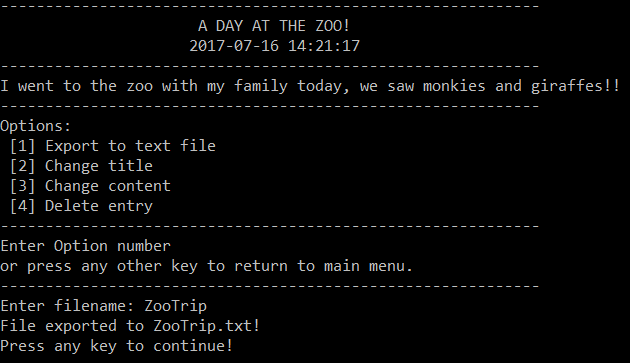 ------------------------------------------------------------
A DAY AT THE ZOO!
2017-07-16 14:21:17
------------------------------------------------------------
I went to the zoo with my family today, we saw monkies and giraffes!!
------------------------------------------------------------
Options:
[1] Export to text file
[2] Change title
[3] Change content
[4] Delete entry
------------------------------------------------------------
Enter Option number
or press any other key to return to main menu.
------------------------------------------------------------
Enter filename: ZooTrip
File exported to ZooTrip.txt!
Press any key to continue!